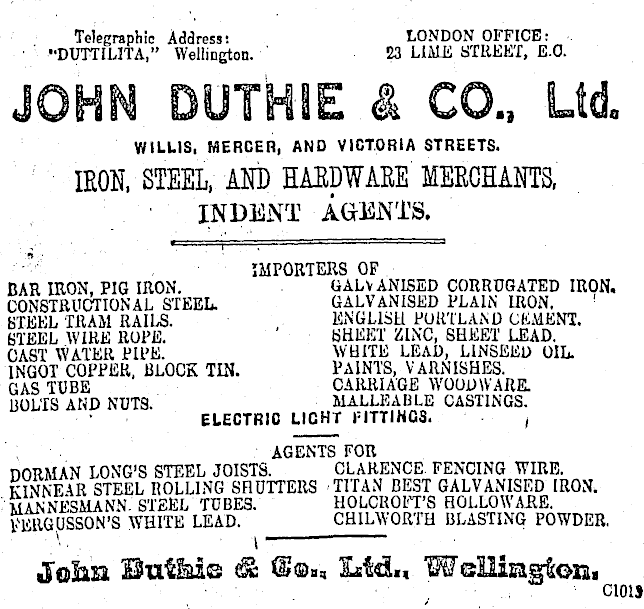 Telegraphic Address:
"DUTTILITA," Wellington.
LONDON OFFICE:
23 LIME STREET, E.C.
JOHN DUTHIE & CO., Ltd.
WILLIS, MERCER, AND VICTORIA STREETS.
IRON, STEEL, AND HARDWARE MERCHANTS,
INDENT AGENTS.
IMPORTERS OF
BAR IRON, PIG IRON.
CONSTRUCTIONAL STEEL.
STEEL TRAM RAILS.
STEEL WIRE ROPE.
CAST WATER PIPE.
INGOT COPPER, BLOCK TIN.
GAS TUBE
BOLTS AND NUTS.
GALVANISED CORRUGATED IRON.
GALVANISED PLAIN IRON.
ENGLISH PORTLAND CEMENT.
SHEET ZINC, SHEET LEAD.
WHITE LEAD, LINSEED OIL.
PAINTS, VARNISHES.
CARRIAGE WOODWARE.
MALLEABLE CASTINGS.
ELECTRIC LIGHT FITTINGS.
AGENTS FOR
DORMAN LONG'S STEEL JOISTS.
KINNEAR STEEL ROLLING SHUTTERS
MANNESMANN STEEL TUBES.
FERGUSSON'S WHITE LEAD.
CLARENCE FENCING WIRE.
TITAN BEST GALVANISED IRON.
HOLCROFT'S HOLLOWARE.
CHILWORTH BLASTING POWDER.
John Duthie & Co., Ltd., Wellington.
C1013